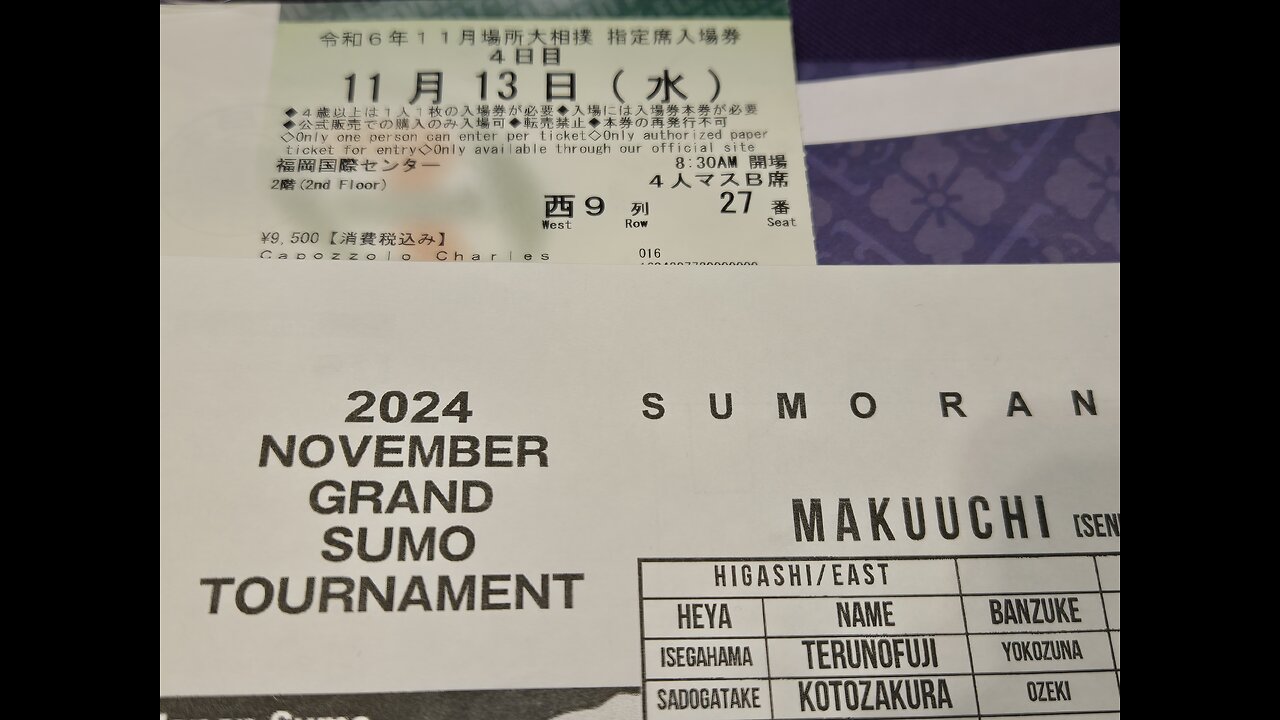 令和6年11月場所大相撲 指定席入場券
4日目
11月13日(水)
◆4歳以上は1人1枚の入場券が必要◆入場には入場券本券が必要
◆公式販売での購入のみ入場可◆転売禁止◆本券の再発行不可
◇Only one person can enter per ticket◇Only authorized paper
ticket for entry◇Only available through our official site
福岡国際センター 8:30AM 開場
2階(2nd Floor) 4人マスB席
西9 列 27 番
West Row Seat
¥9,500【消費税込み】
Capozzolo Charles 016
2024
NOVEMBER
GRAND
SUMO
TOURNAMENT
SUMO RAN
MAKUUCHI [SEN
HIGASHI/EAST
HEYA NAME BANZUKE
ISEGAHAMA TERUNOFUJI YOKOZUNA
SADOGATAKE KOTOZAKURA OZEKI
Sumo